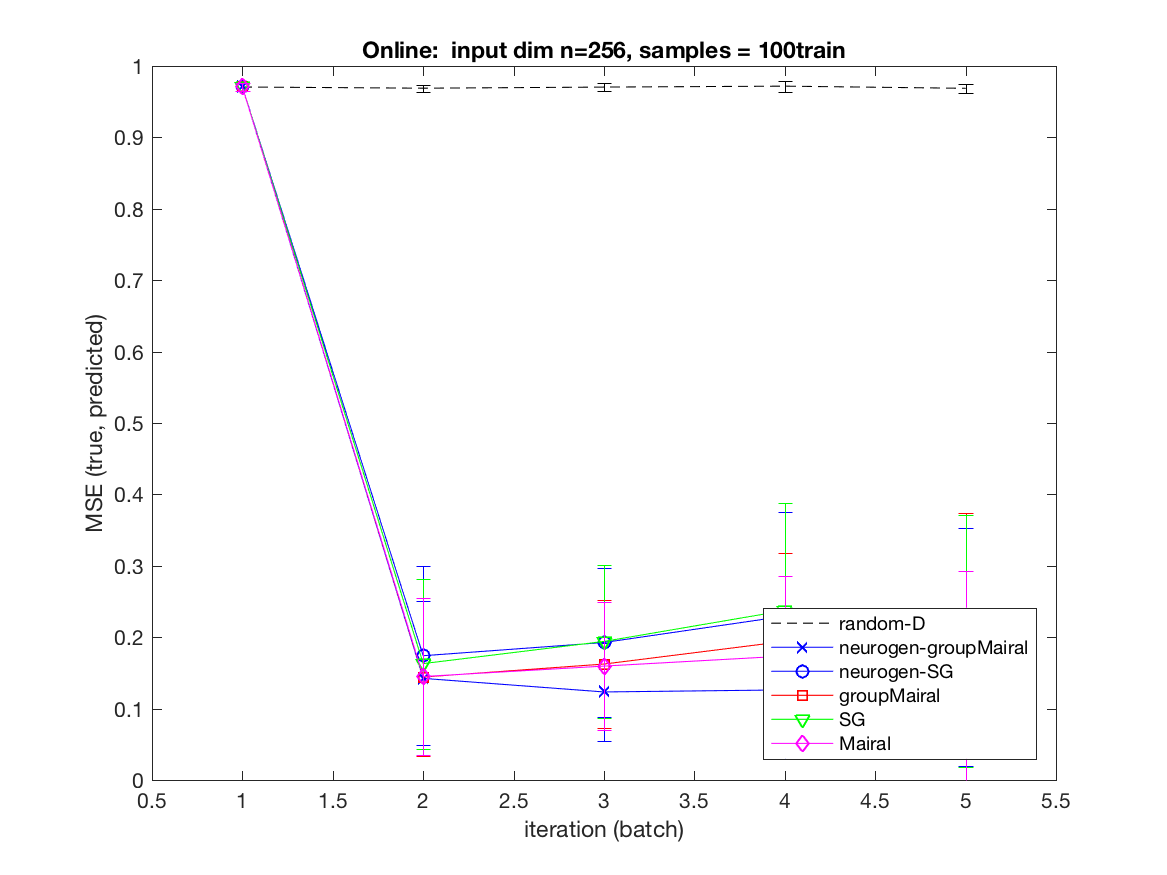 Online:  input dim n=256, samples = 100train
1
0.9
0.8
0.7
0.6
0.5
0.4
0.3
0.2
0.1
0
MSE (true, predicted)
random-D
neurogen-groupMairal
neurogen-SG
groupMairal
SG
Mairal
0.5 1 1.5 2 2.5 3 3.5 4 4.5 5 5.5
iteration (batch)